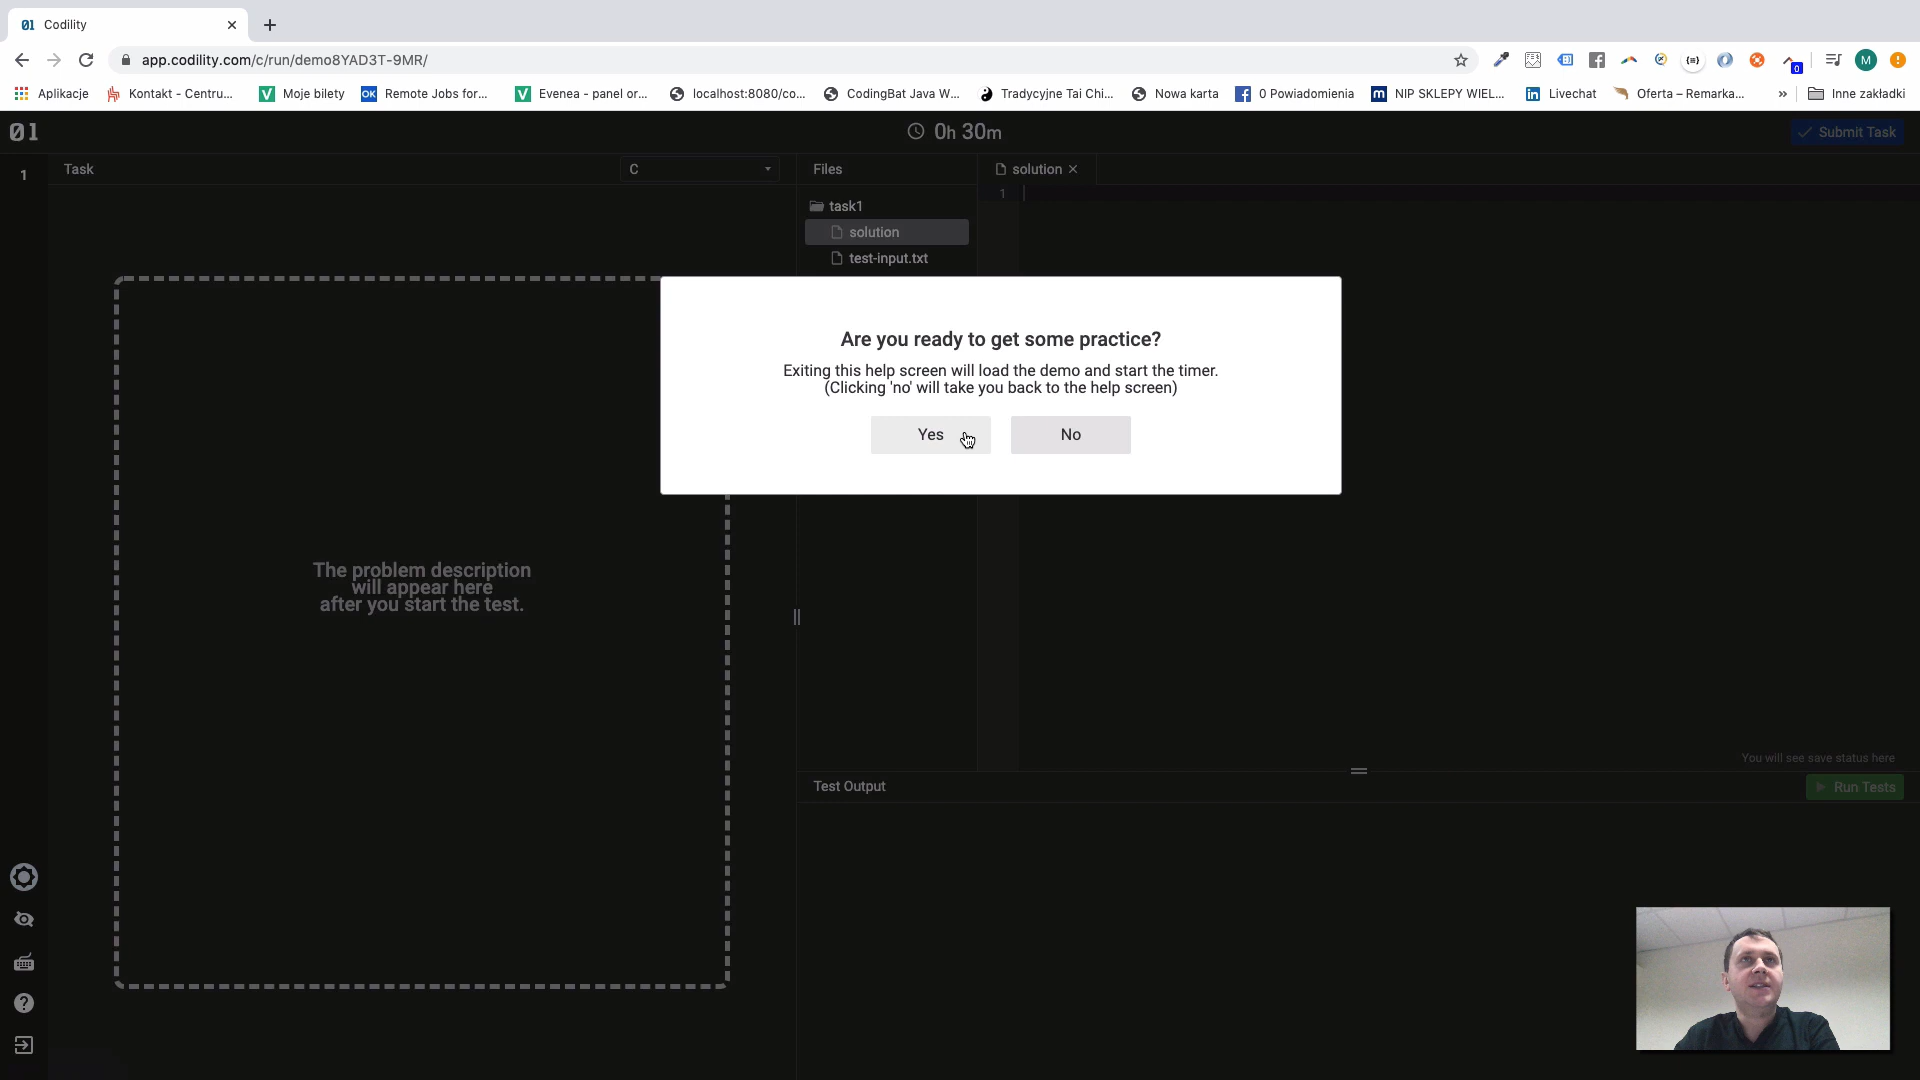 01 Codility
app.codility.com/c/run/demo8YAD3T-9MR/
{≡}
0
M
Aplikacje
Kontakt - Centru...
V Moje bilety
OK Remote Jobs for...
V Evenea - panel or...
localhost:8080/co...
CodingBat Java W...
Tradycyjne Tai Chi...
Nowa karta
0 Powiadomienia
m NIP SKLEPY WIEL...
in Livechat
Oferta – Remarka...
»
Inne zakładki
01
0h 30m
Submit Task
1
Task
C
Files
solution
task1
solution
test-input.txt
1
Are you ready to get some practice?
Exiting this help screen will load the demo and start the timer.
(Clicking 'no' will take you back to the help screen)
Yes
No
The problem description
will appear here
after you start the test.
You will see save status here
Test Output
Run Tests